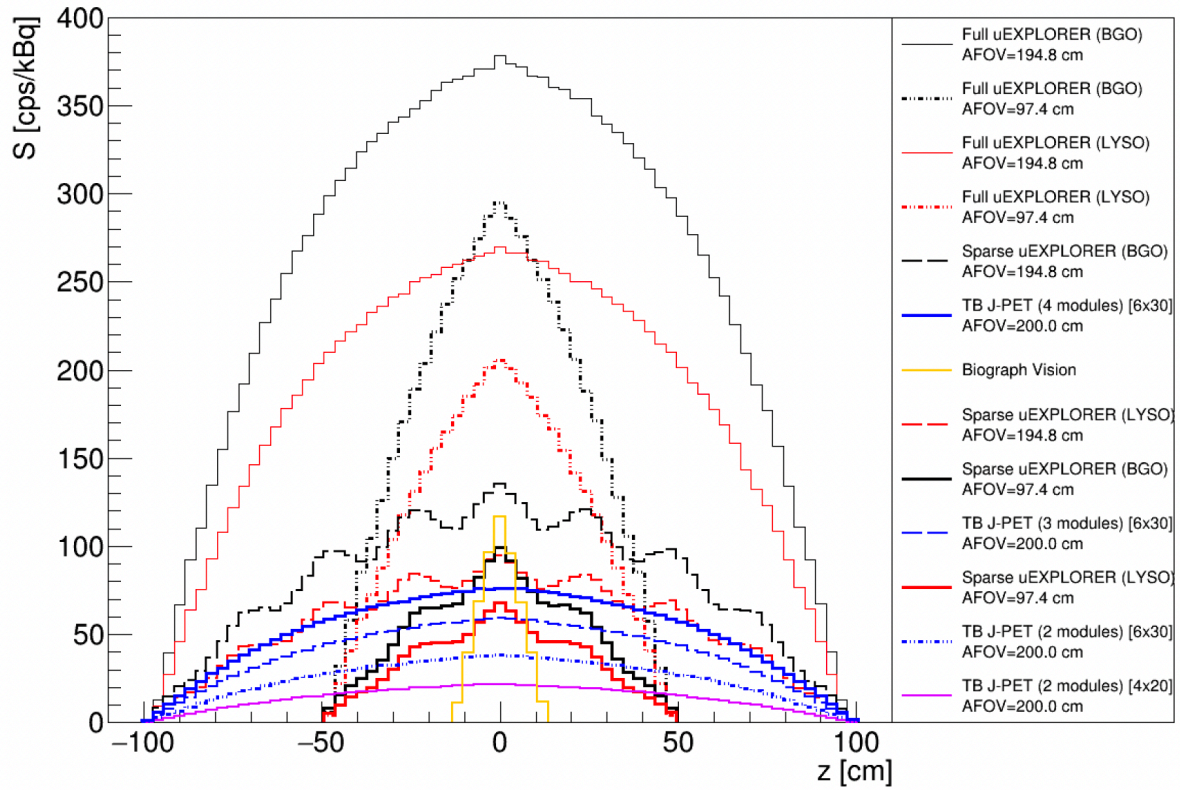 S [cps/kBq]
400
350
300
250
200
150
100
50
0
−100
−50
0
50
100
z [cm]
Full uEXPLORER (BGO)
AFOV=194.8 cm
Full uEXPLORER (BGO)
AFOV=97.4 cm
Full uEXPLORER (LYSO)
AFOV=194.8 cm
Full uEXPLORER (LYSO)
AFOV=97.4 cm
Sparse uEXPLORER (BGO)
AFOV=194.8 cm
TB J-PET (4 modules) [6x30]
AFOV=200.0 cm
Biograph Vision
Sparse uEXPLORER (LYSO)
AFOV=194.8 cm
Sparse uEXPLORER (BGO)
AFOV=97.4 cm
TB J-PET (3 modules) [6x30]
AFOV=200.0 cm
Sparse uEXPLORER (LYSO)
AFOV=97.4 cm
TB J-PET (2 modules) [6x30]
AFOV=200.0 cm
TB J-PET (2 modules) [4x20]
AFOV=200.0 cm